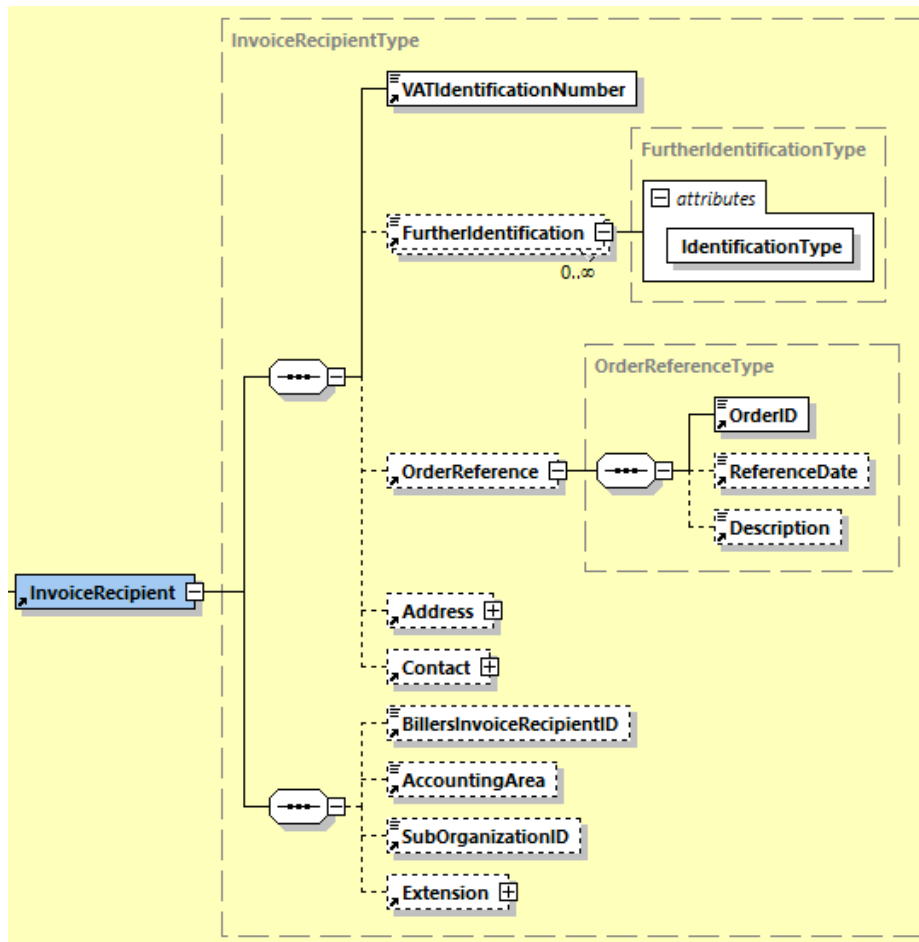 InvoiceRecipientType
VATIdentificationNumber
FurtherIdentificationType
attributes
FurtherIdentification
IdentificationType
0..∞
OrderReferenceType
OrderID
OrderReference
ReferenceDate
Description
InvoiceRecipient
Address
Contact
BillersInvoiceRecipientID
AccountingArea
SubOrganizationID
Extension